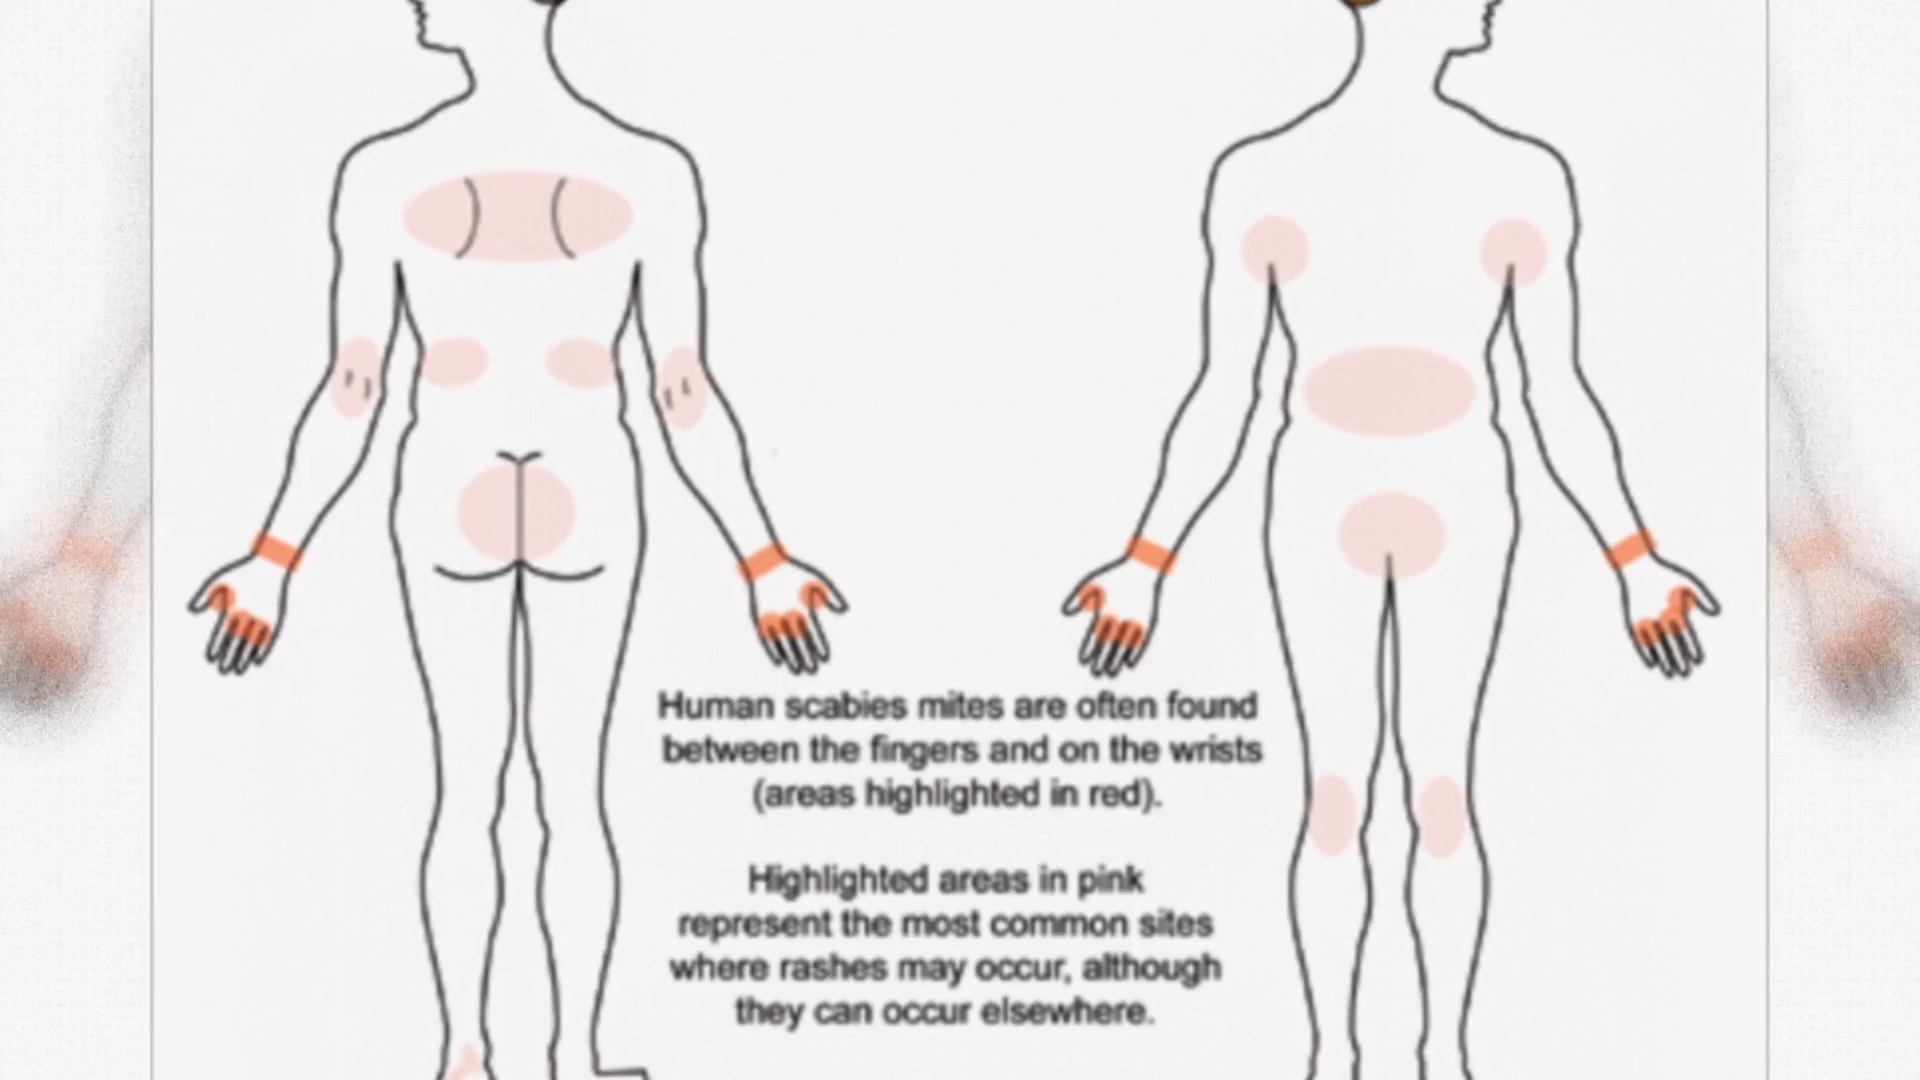 Human scabies mites are often found
between the fingers and on the wrists
(areas highlighted in red).
Highlighted areas in pink
represent the most common sites
where rashes may occur, although
they can occur elsewhere.